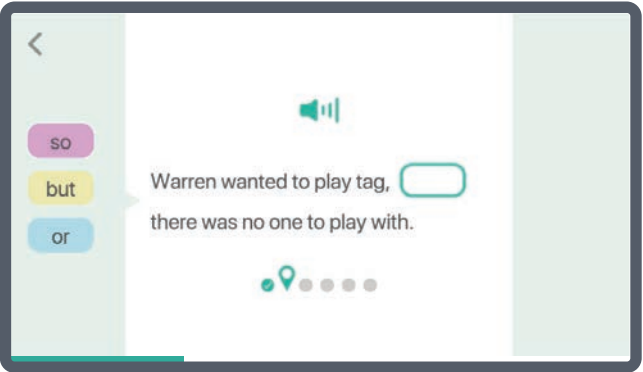 so
but
or
Warren wanted to play tag,
there was no one to play with.